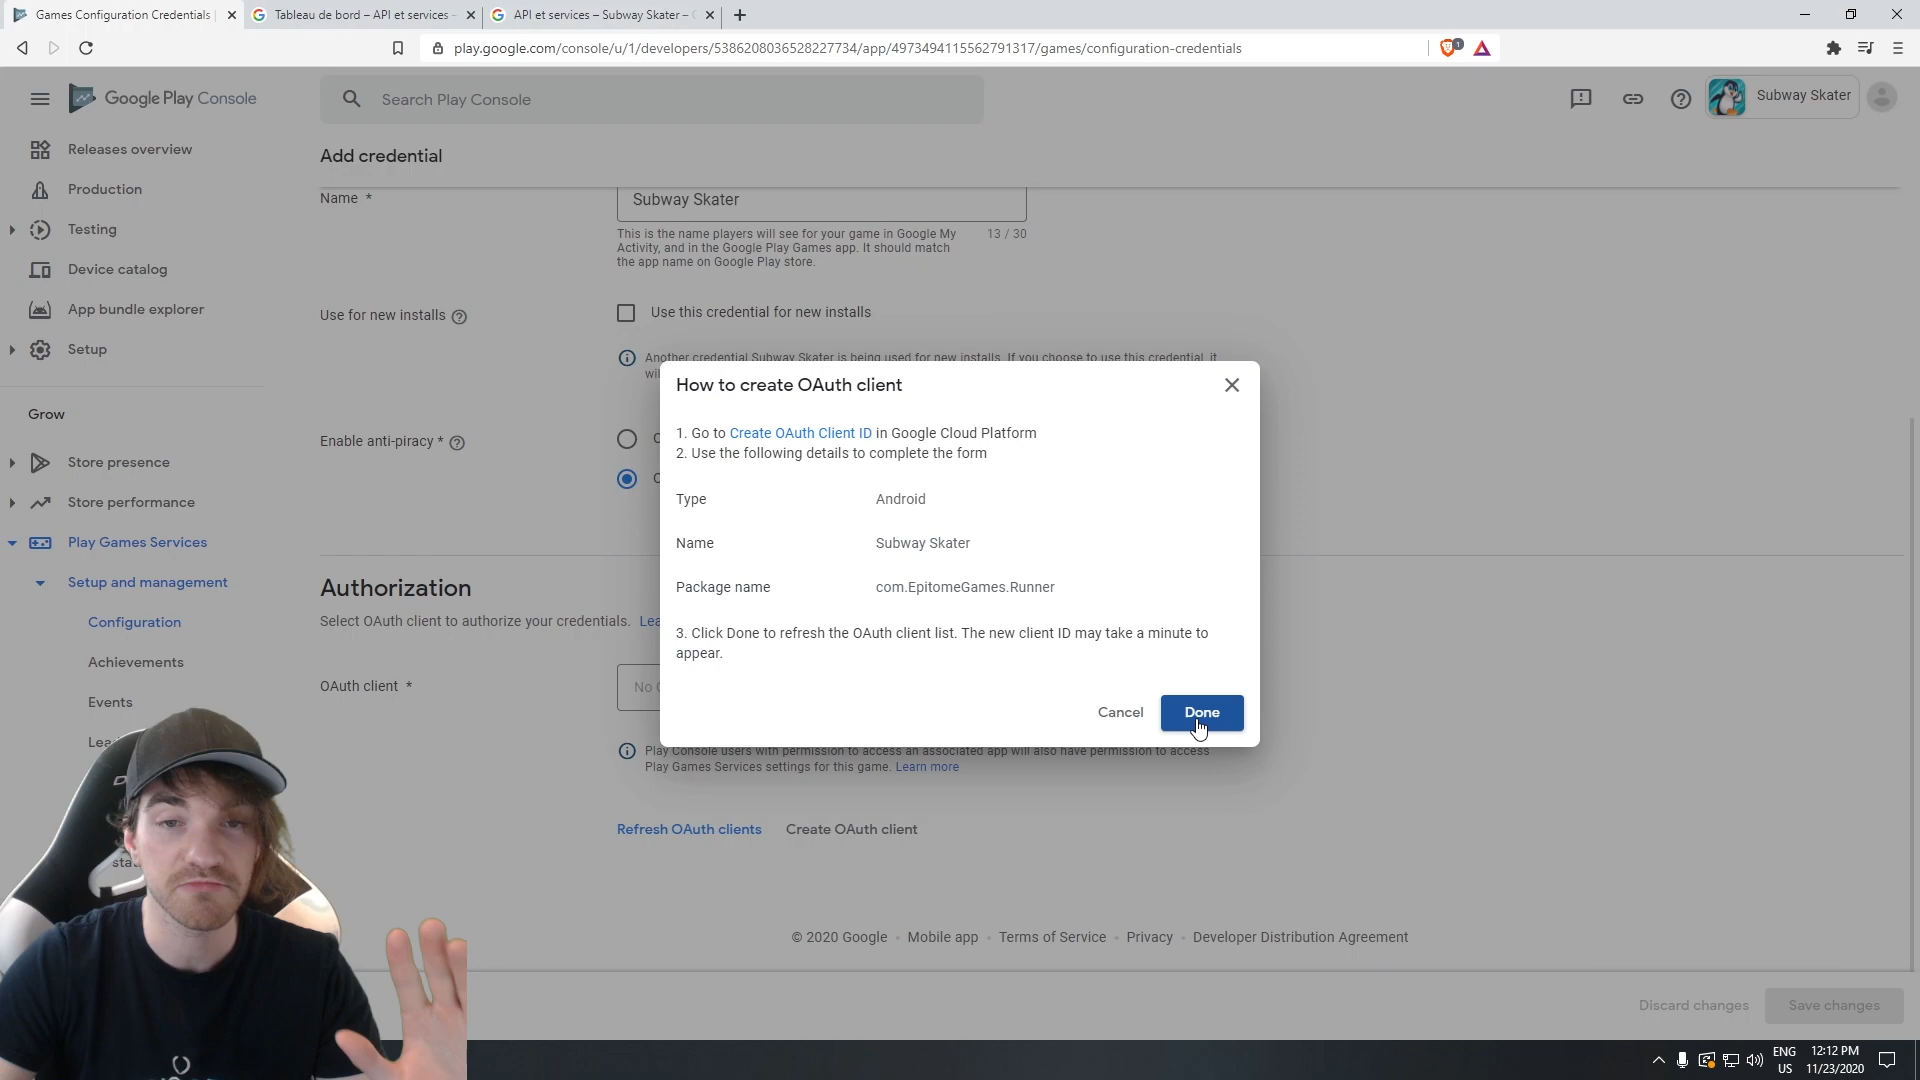 Games Configuration Credentials
Tableau de bord – API et services –
API et services – Subway Skater –
play.google.com/console/u/1/developers/5386208036528227734/app/4973494115562791317/games/configuration-credentials
1
Google Play Console
Search Play Console
Subway Skater
Releases overview
Production
Testing
Device catalog
App bundle explorer
Setup
Grow
Store presence
Store performance
Play Games Services
Setup and management
Configuration
Achievements
Events
Lea
stat
Add credential
Name *
Subway Skater
This is the name players will see for your game in Google My
Activity, and in the Google Play Games app. It should match
the app name on Google Play store.
13 / 30
Use for new installs
Use this credential for new installs
Another credential Subway Skater is being used for new installs. If you choose to use this credential, it
wil
Enable anti-piracy *
Authorization
Select OAuth client to authorize your credentials. Lea
OAuth client *
No
How to create OAuth client
1. Go to Create OAuth Client ID in Google Cloud Platform
2. Use the following details to complete the form
Type Android
Name Subway Skater
Package name com.EpitomeGames.Runner
3. Click Done to refresh the OAuth client list. The new client ID may take a minute to
appear.
Cancel Done
Play Console users with permission to access an associated app will also have permission to access
Play Games Services settings for this game. Learn more
Refresh OAuth clients Create OAuth client
© 2020 Google · Mobile app · Terms of Service · Privacy · Developer Distribution Agreement
Discard changes Save changes
ENG
US
12:12 PM
11/23/2020